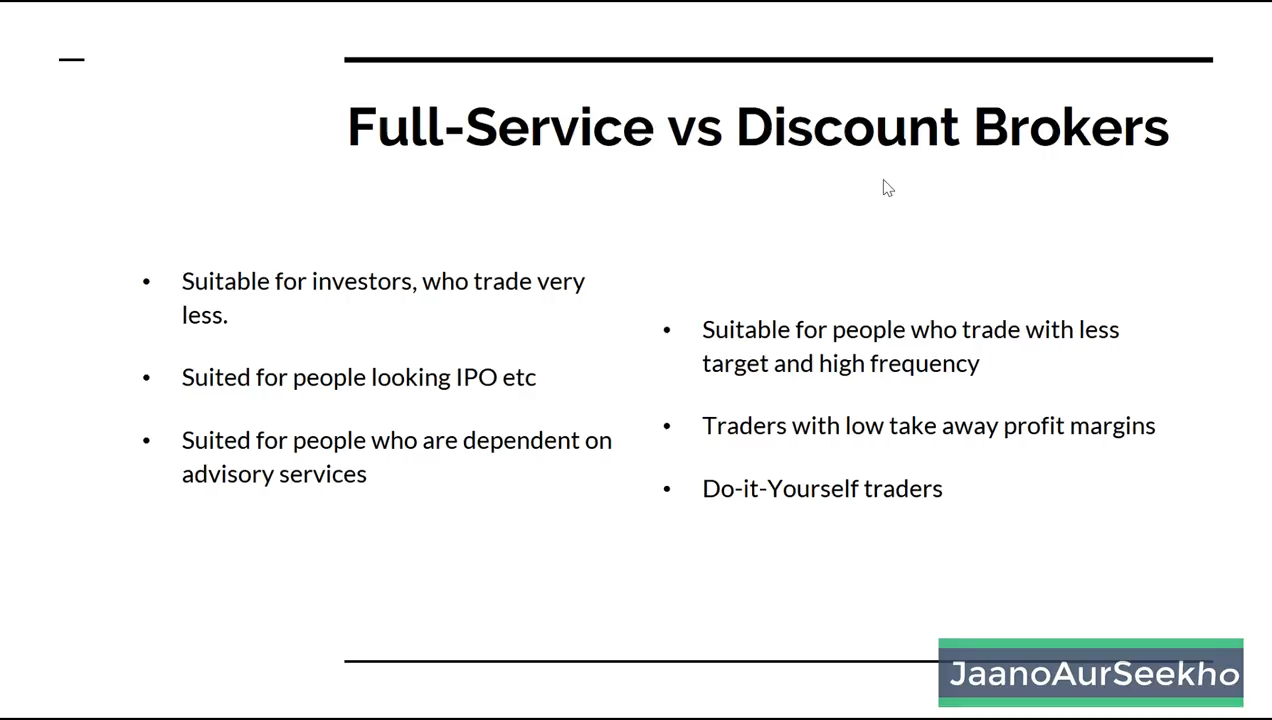 Full-Service vs Discount Brokers
• Suitable for investors, who trade very
less.
• Suited for people looking IPO etc
• Suited for people who are dependent on
advisory services
• Suitable for people who trade with less
target and high frequency
• Traders with low take away profit margins
• Do-it-Yourself traders
JaanoAurSeekho